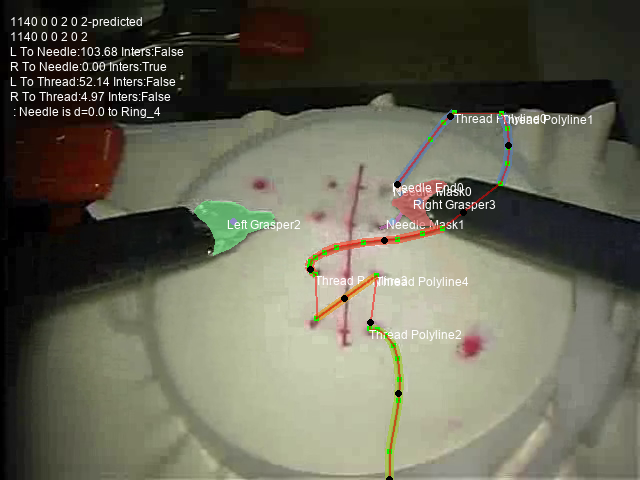 1140 0 0 2 0 2-predicted
1140 0 0 2 0 2
L To Needle:103.68 Inters:False
R To Needle:0.00 Inters:True
L To Thread:52.14 Inters:False
R To Thread:4.97 Inters:False
: Needle is d=0.0 to Ring_4
Thread Polyline1
Needle End0
Needle Mask0
Right Grasper3
Left Grasper2
Needle Mask1
Thread Polyline4
Thread Polyline2